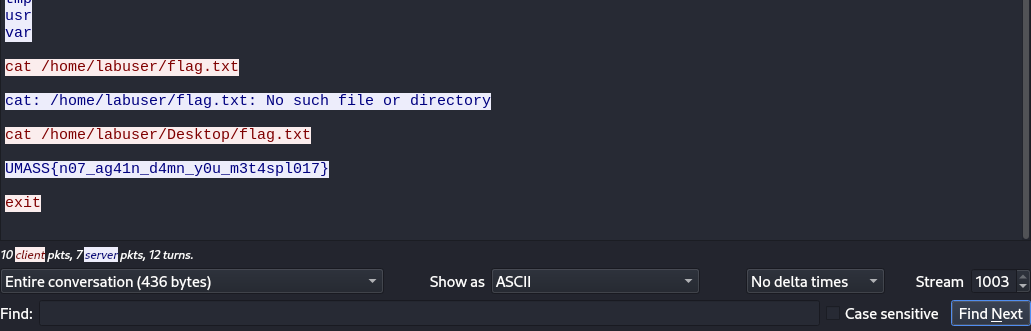 tmp
usr
var
cat /home/labuser/flag.txt
cat: /home/labuser/flag.txt: No such file or directory
cat /home/labuser/Desktop/flag.txt
UMASS{n07_ag41n_d4mn_y0u_m3t4spl017}
exit
10 client pkts, 7 server pkts, 12 turns.
Entire conversation (436 bytes) Show as ASCII No delta times Stream 1003
Find: Case sensitive Find Next